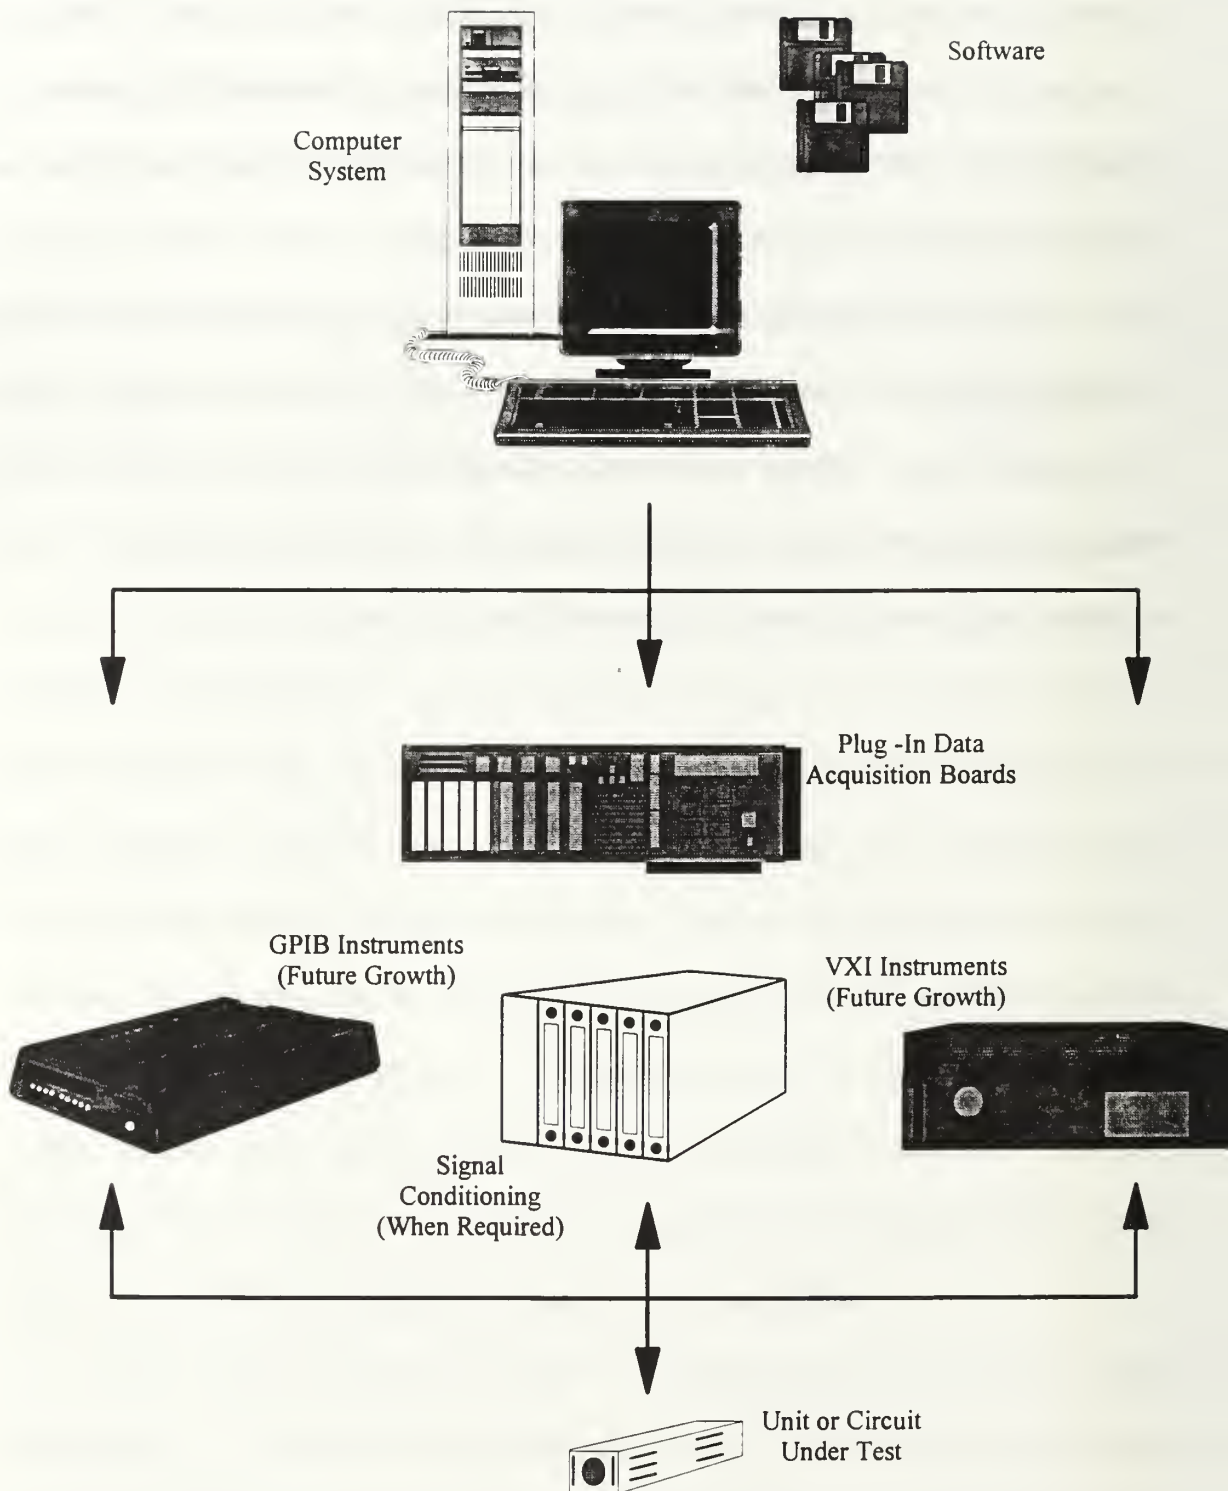 Software
Computer
System
Plug -In Data
Acquisition Boards
GPIB Instruments
(Future Growth)
VXI Instruments
(Future Growth)
Signal
Conditioning
(When Required)
Unit or Circuit
Under Test